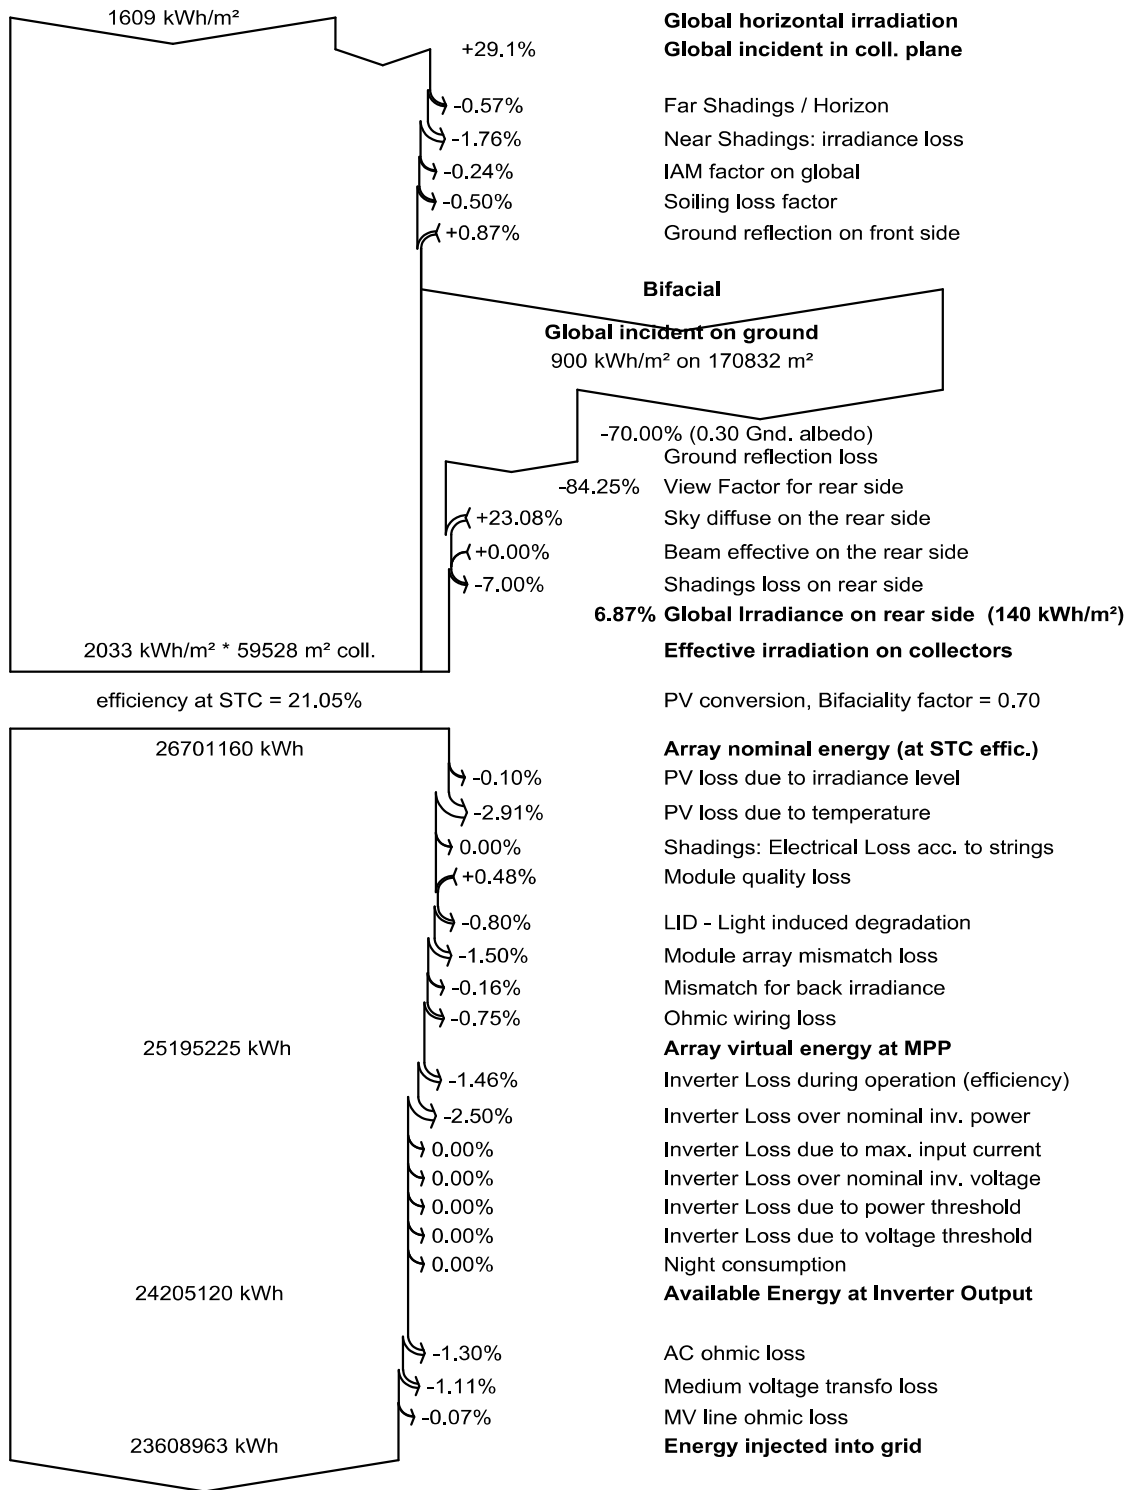 1609 kWh/m² Global horizontal irradiation
+29.1% Global incident in coll. plane
-0.57% Far Shadings / Horizon
-1.76% Near Shadings: irradiance loss
-0.24% IAM factor on global
-0.50% Soiling loss factor
+0.87% Ground reflection on front side
Bifacial
Global incident on ground
900 kWh/m² on 170832 m²
-70.00% (0.30 Gnd. albedo)
Ground reflection loss
-84.25% View Factor for rear side
+23.08% Sky diffuse on the rear side
+0.00% Beam effective on the rear side
-7.00% Shadings loss on rear side
6.87% Global Irradiance on rear side (140 kWh/m²)
2033 kWh/m² * 59528 m² coll. Effective irradiation on collectors
efficiency at STC = 21.05% PV conversion, Bifaciality factor = 0.70
26701160 kWh Array nominal energy (at STC effic.)
-0.10% PV loss due to irradiance level
-2.91% PV loss due to temperature
0.00% Shadings: Electrical Loss acc. to strings
+0.48% Module quality loss
-0.80% LID - Light induced degradation
-1.50% Module array mismatch loss
-0.16% Mismatch for back irradiance
-0.75% Ohmic wiring loss
25195225 kWh Array virtual energy at MPP
-1.46% Inverter Loss during operation (efficiency)
-2.50% Inverter Loss over nominal inv. power
0.00% Inverter Loss due to max. input current
0.00% Inverter Loss over nominal inv. voltage
0.00% Inverter Loss due to power threshold
0.00% Inverter Loss due to voltage threshold
0.00% Night consumption
24205120 kWh Available Energy at Inverter Output
-1.30% AC ohmic loss
-1.11% Medium voltage transfo loss
-0.07% MV line ohmic loss
23608963 kWh Energy injected into grid